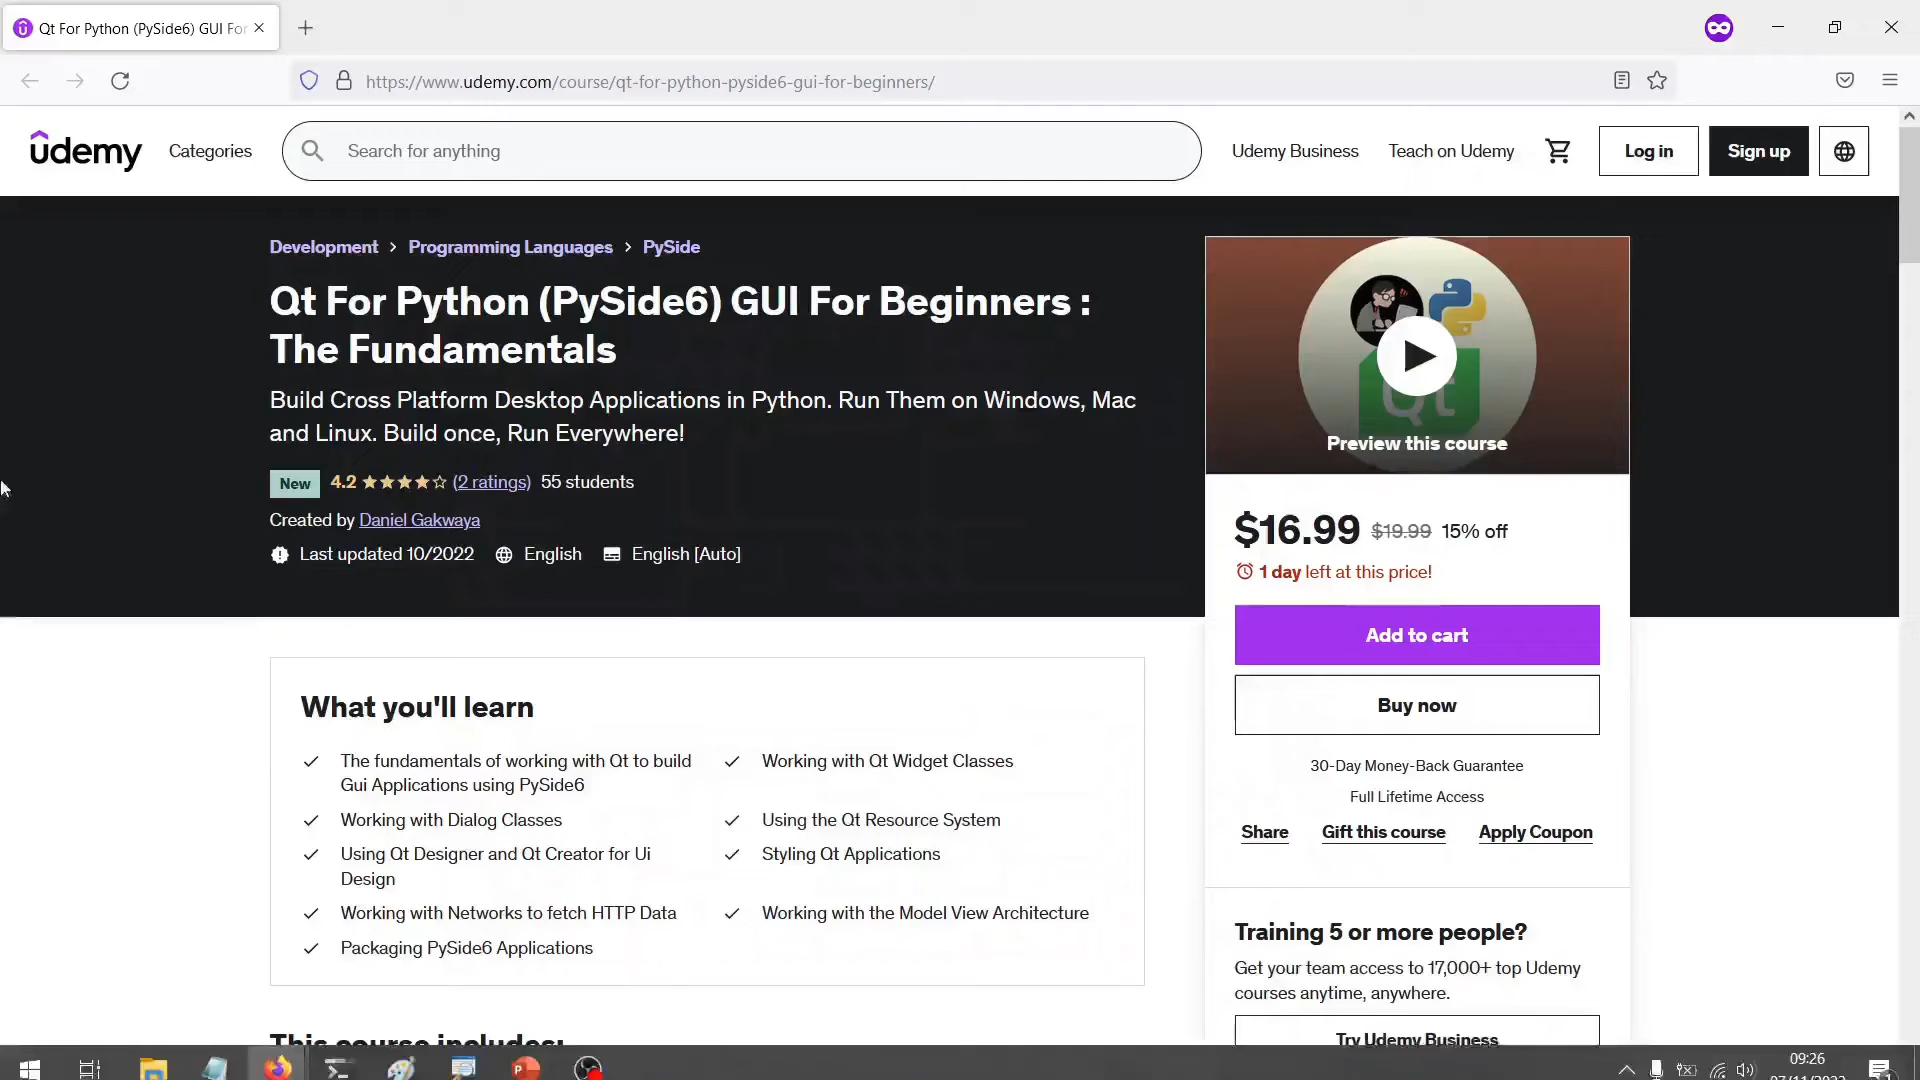 Qt For Python (PySide6) GUI For
https://www.udemy.com/course/qt-for-python-pyside6-gui-for-beginners/
udemy
Categories
Search for anything
Udemy Business
Teach on Udemy
Log in
Sign up
Development > Programming Languages > PySide
Qt For Python (PySide6) GUI For Beginners :
The Fundamentals
Build Cross Platform Desktop Applications in Python. Run Them on Windows, Mac
and Linux. Build once, Run Everywhere!
New 4.2 (2 ratings) 55 students
Created by Daniel Gakwaya
Last updated 10/2022 English English [Auto]
Qt
Preview this course
$16.99 $19.99 15% off
1 day left at this price!
Add to cart
Buy now
30-Day Money-Back Guarantee
Full Lifetime Access
Share Gift this course Apply Coupon
Training 5 or more people?
Get your team access to 17,000+ top Udemy
courses anytime, anywhere.
Try Udemy Business
What you'll learn
The fundamentals of working with Qt to build
Gui Applications using PySide6
Working with Qt Widget Classes
Working with Dialog Classes
Using the Qt Resource System
Using Qt Designer and Qt Creator for Ui
Design
Styling Qt Applications
Working with Networks to fetch HTTP Data
Working with the Model View Architecture
Packaging PySide6 Applications
This course includes:
09:26